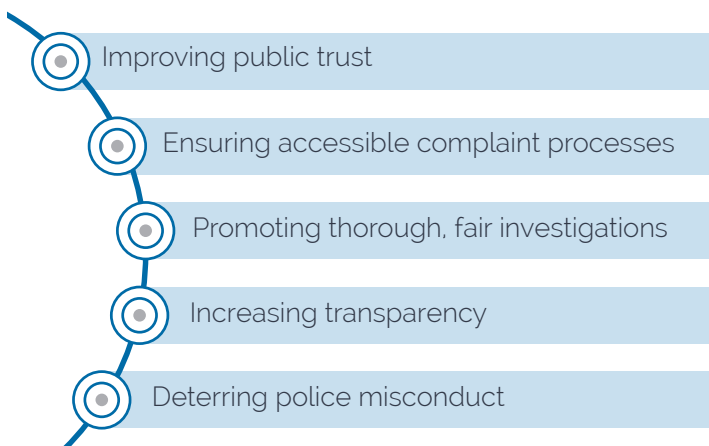 Improving public trust
Ensuring accessible complaint processes
Promoting thorough, fair investigations
Increasing transparency
Deterring police misconduct